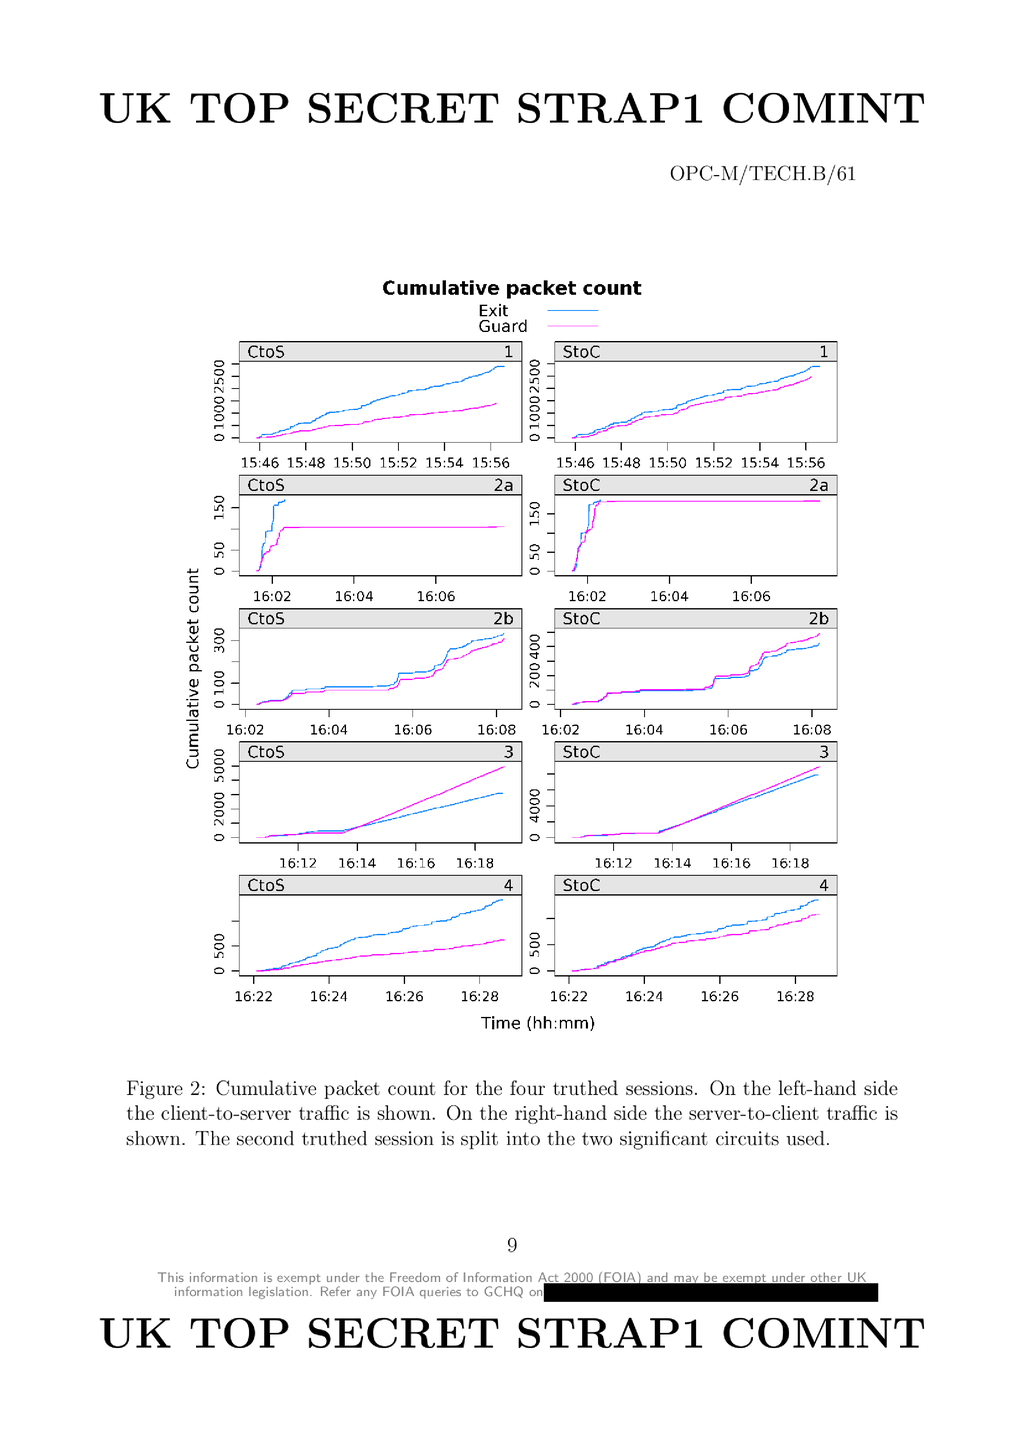 UK TOP SECRET STRAP1 COMINT
OPC-M/TECH.B/61
Cumulative packet count
Exit
Guard
CtoS 1
StoC 1
0 1000 2500
0 1000 2500
15:46 15:48 15:50 15:52 15:54 15:56
15:46 15:48 15:50 15:52 15:54 15:56
CtoS 2a
StoC 2a
0 50 150
0 50 150
16:02 16:04 16:06
16:02 16:04 16:06
CtoS 2b
StoC 2b
0 100 300
0 200 400
16:02 16:04 16:06 16:08
16:02 16:04 16:06 16:08
CtoS 3
StoC 3
0 2000 5000
0 4000
16:12 16:14 16:16 16:18
16:12 16:14 16:16 16:18
CtoS 4
StoC 4
0 500
0 500
16:22 16:24 16:26 16:28
16:22 16:24 16:26 16:28
Cumulative packet count
Time (hh:mm)
Figure 2: Cumulative packet count for the four truthed sessions. On the left-hand side
the client-to-server traffic is shown. On the right-hand side the server-to-client traffic is
shown. The second truthed session is split into the two significant circuits used.
9
This information is exempt under the Freedom of Information Act 2000 (FOIA) and may be exempt under other UK
information legislation. Refer any FOIA queries to GCHQ on
UK TOP SECRET STRAP1 COMINT